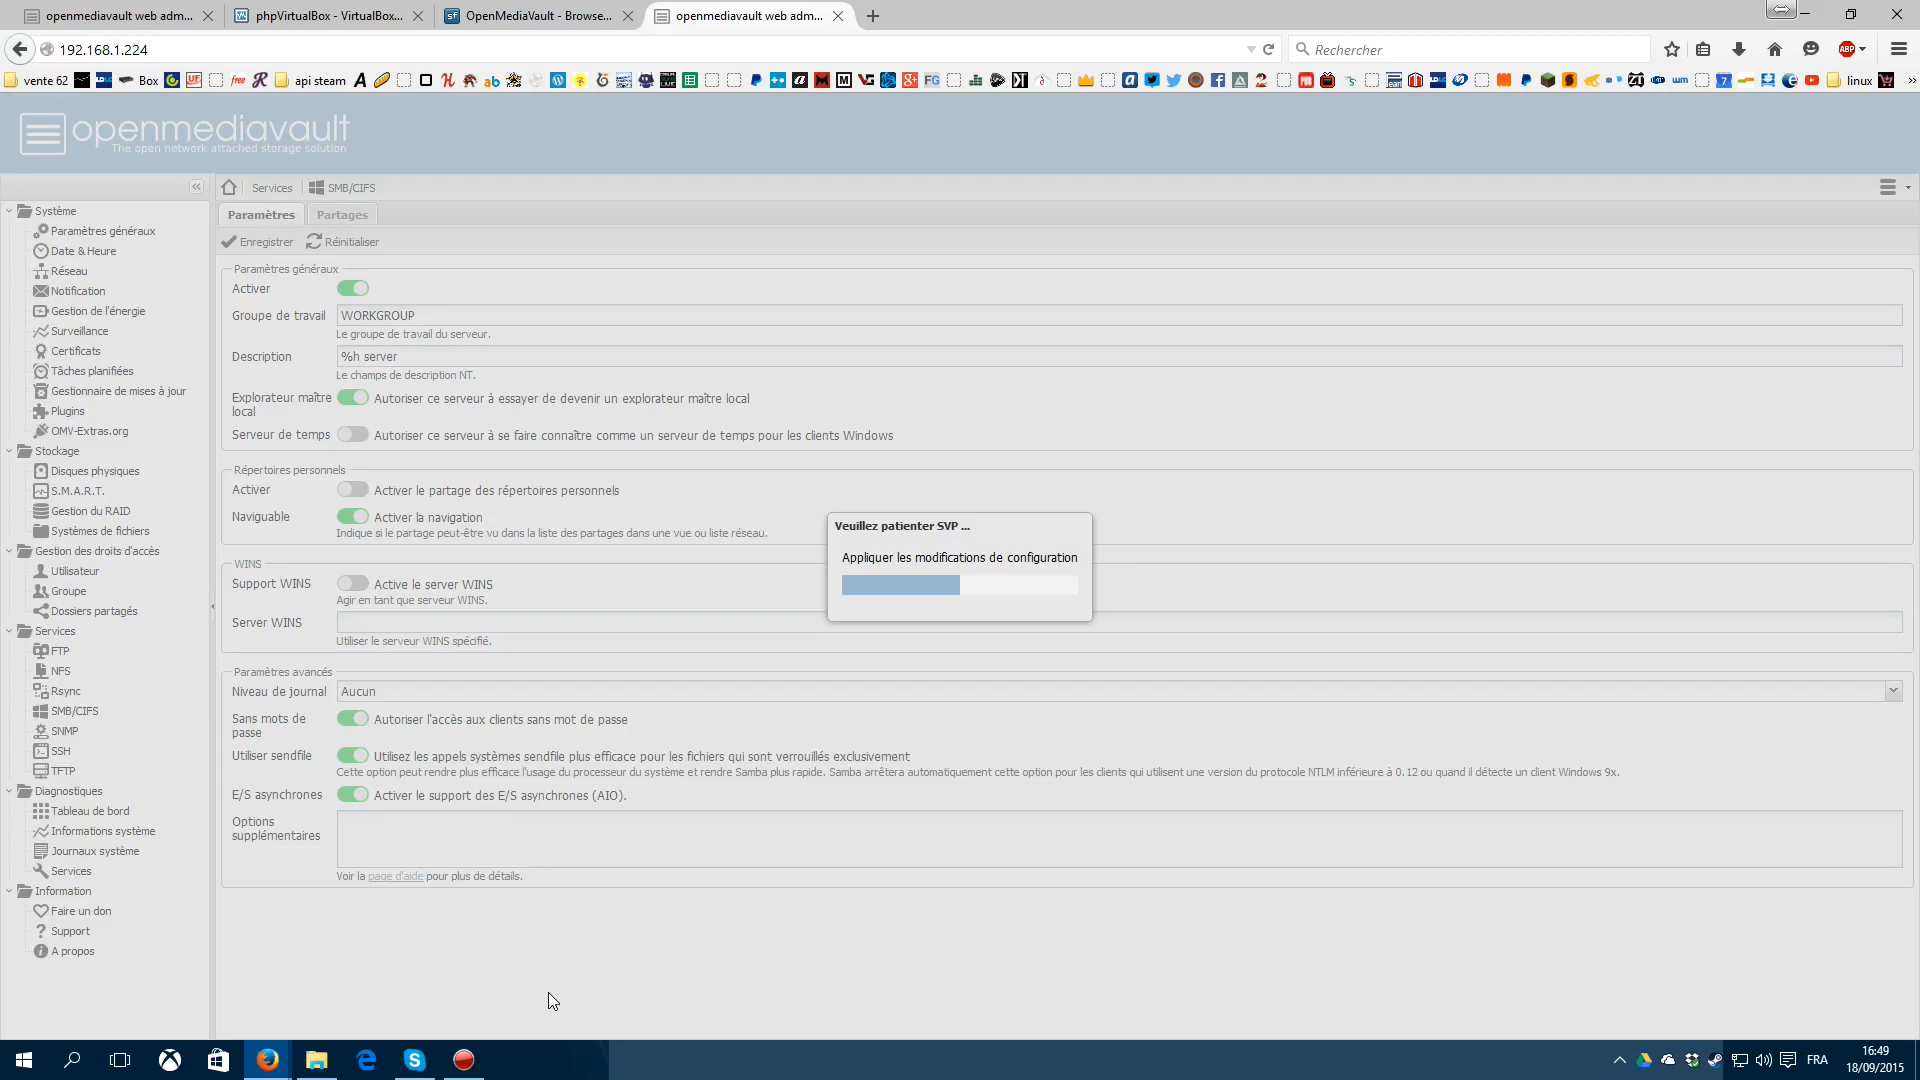 openmediavault web adm...
phpVirtualBox - VirtualBox...
OpenMediaVault - Browse...
openmediavault web adm...
192.168.1.224
Rechercher
ABP
vente 62
Box
free
api steam
linux
openmediavault
The open network attached storage solution
Services
SMB/CIFS
Système
Paramètres généraux
Date & Heure
Réseau
Notification
Gestion de l'énergie
Surveillance
Certificats
Tâches planifiées
Gestionnaire de mises à jour
Plugins
OMV-Extras.org
Stockage
Disques physiques
S.M.A.R.T.
Gestion du RAID
Systèmes de fichiers
Gestion des droits d'accès
Utilisateur
Groupe
Dossiers partagés
Services
FTP
NFS
Rsync
SMB/CIFS
SNMP
SSH
TFTP
Diagnostiques
Tableau de bord
Informations système
Journaux système
Services
Information
Faire un don
Support
A propos
Paramètres
Partages
Enregistrer
Réinitialiser
Paramètres généraux
Activer
Groupe de travail
WORKGROUP
Le groupe de travail du serveur.
Description
%h server
Le champs de description NT.
Explorateur maître local
Autoriser ce serveur à essayer de devenir un explorateur maître local
Serveur de temps
Autoriser ce serveur à se faire connaître comme un serveur de temps pour les clients Windows
Répertoires personnels
Activer
Activer le partage des répertoires personnels
Naviguable
Activer la navigation
Indique si le partage peut-être vu dans la liste des partages dans une vue ou liste réseau.
WINS
Support WINS
Active le server WINS
Agir en tant que serveur WINS.
Server WINS
Utiliser le serveur WINS spécifié.
Paramètres avancés
Niveau de journal
Aucun
Sans mots de passe
Autoriser l'accès aux clients sans mot de passe
Utiliser sendfile
Utilisez les appels systèmes sendfile plus efficace pour les fichiers qui sont verrouillés exclusivement
Cette option peut rendre plus efficace l'usage du processeur du système et rendre Samba plus rapide. Samba arrêtera automatiquement cette option pour les clients qui utilisent une version du protocole NTLM inférieure à 0.12 ou quand il détecte un client Windows 9x.
E/S asynchrones
Activer le support des E/S asynchrones (AIO).
Options supplémentaires
Voir la page d'aide pour plus de détails.
Veuillez patienter SVP ...
Appliquer les modifications de configuration
FRA
16:49
18/09/2015